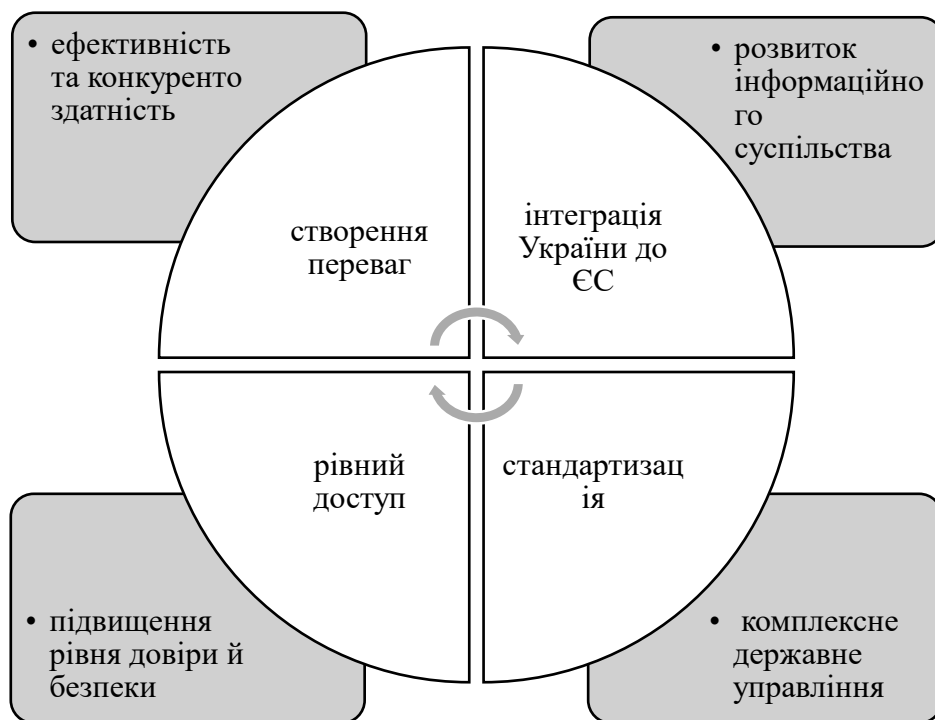 • ефективність
та конкуренто
здатність
• розвиток
інформаційно
го
суспільства
створення
переваг
інтеграція
України до
ЄС
рівний
доступ
стандартизац
ія
• підвищення
рівня довіри й
безпеки
• комплексне
державне
управління